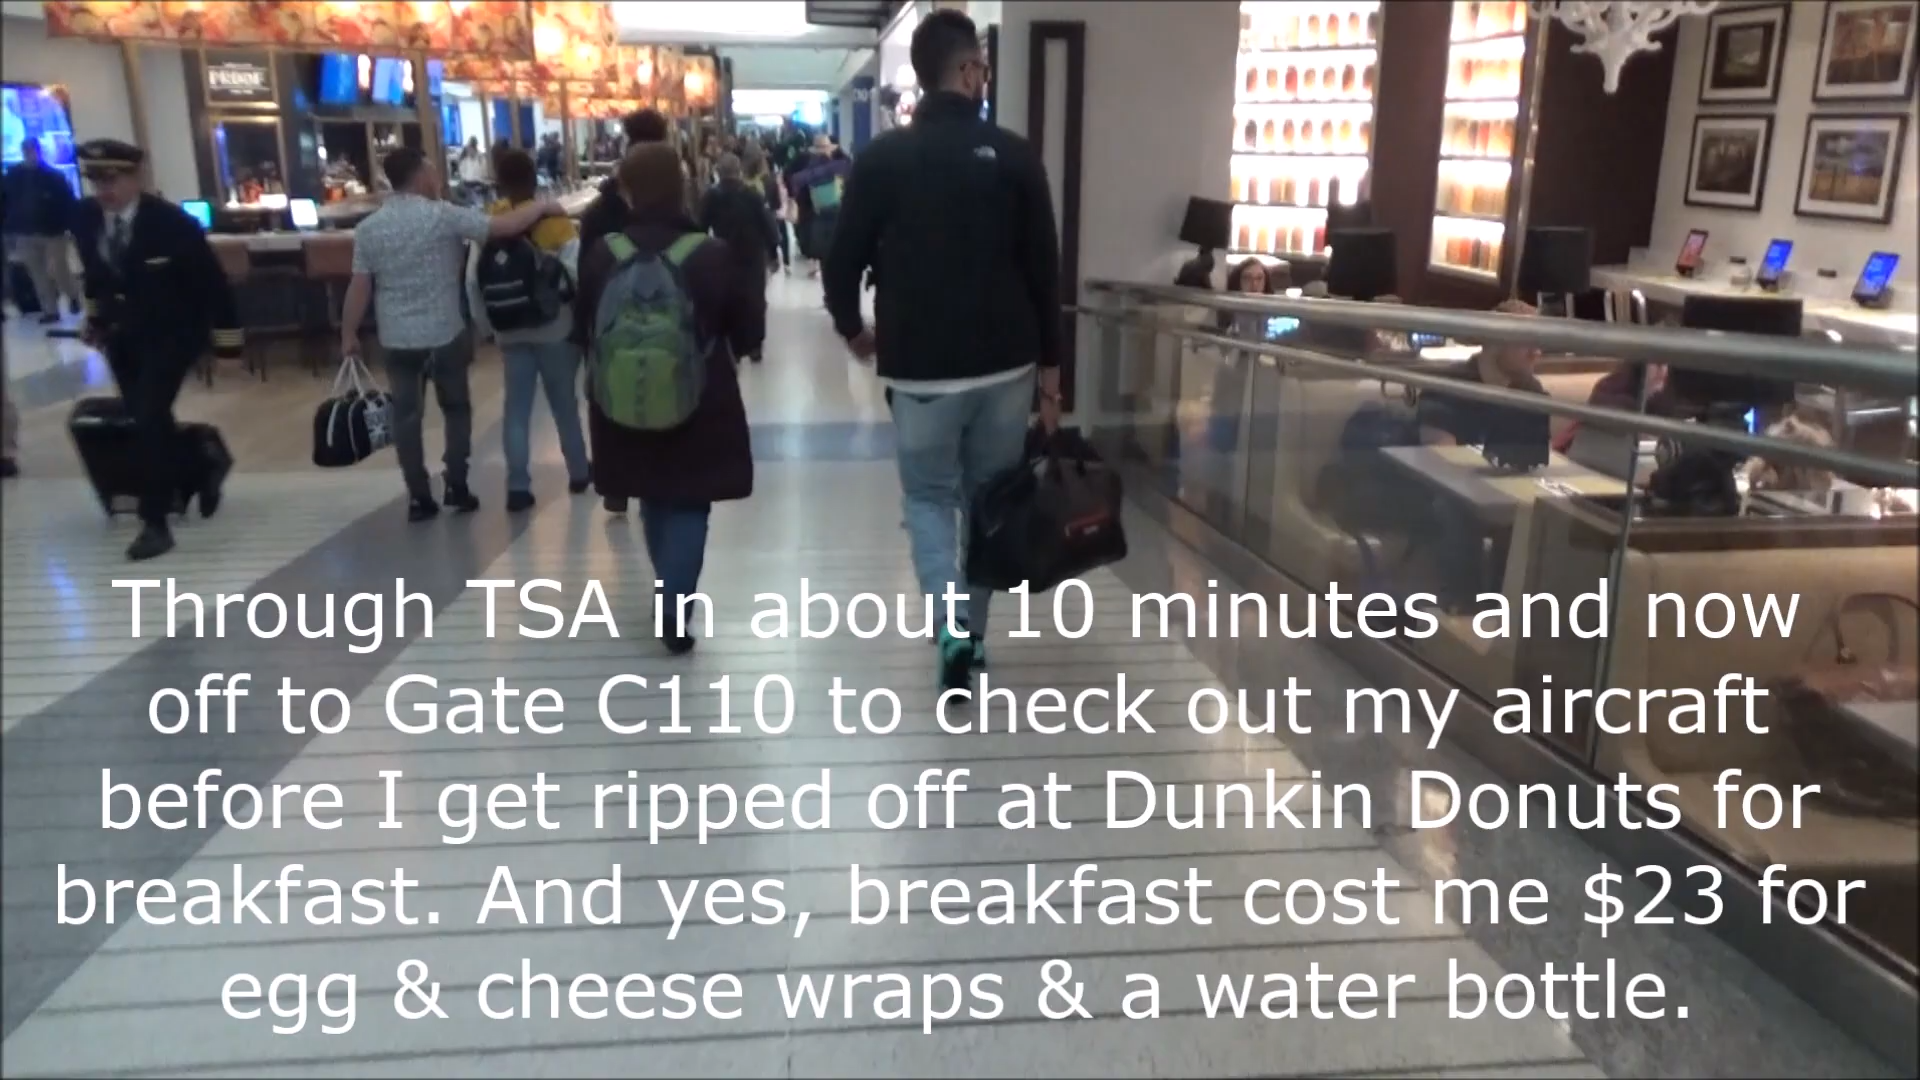 PROOF
Through TSA in about 10 minutes and now
off to Gate C110 to check out my aircraft
before I get ripped off at Dunkin Donuts for
breakfast. And yes, breakfast cost me $23 for
egg & cheese wraps & a water bottle.